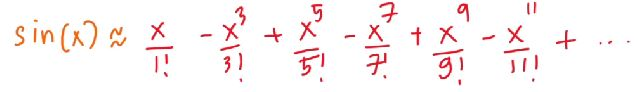 sin(x) ≈ x/1! - x³/3! + x⁵/5! - x⁷/7! + x⁹/9! - x¹¹/11! + ...